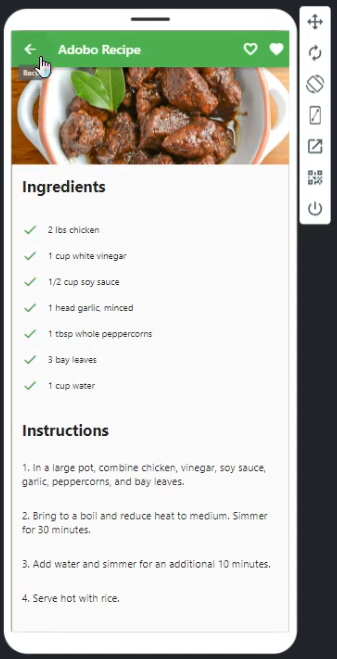 Adobo Recipe
Back
Ingredients
2 lbs chicken
1 cup white vinegar
1/2 cup soy sauce
1 head garlic, minced
1 tbsp whole peppercorns
3 bay leaves
1 cup water
Instructions
1. In a large pot, combine chicken, vinegar, soy sauce,
garlic, peppercorns, and bay leaves.
2. Bring to a boil and reduce heat to medium. Simmer
for 30 minutes.
3. Add water and simmer for an additional 10 minutes.
4. Serve hot with rice.